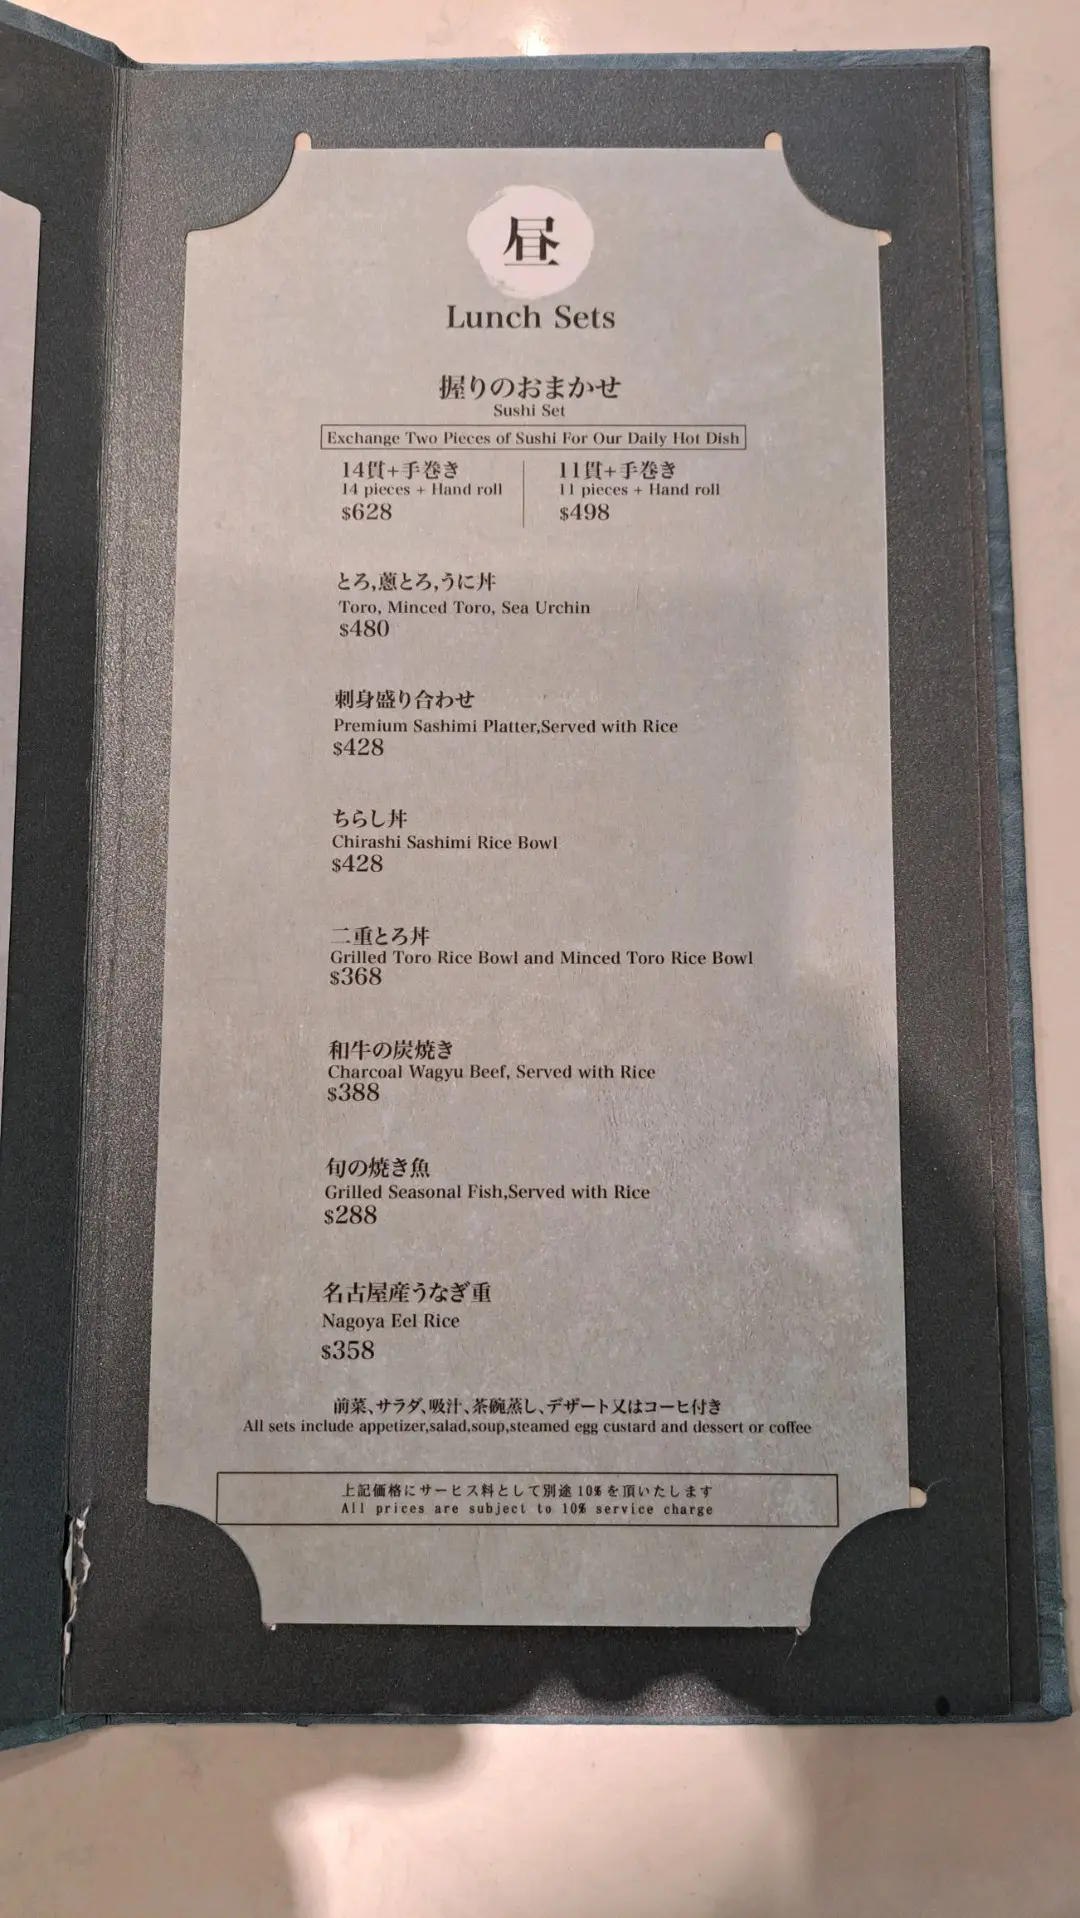 昼
Lunch Sets
握りのおまかせ
Sushi Set
Exchange Two Pieces of Sushi For Our Daily Hot Dish
14貫+手巻き
14 pieces + Hand roll
$628
11貫+手巻き
11 pieces + Hand roll
$498
とろ,蔥とろ,うに丼
Toro, Minced Toro, Sea Urchin
$480
刺身盛り合わせ
Premium Sashimi Platter,Served with Rice
$428
ちらし丼
Chirashi Sashimi Rice Bowl
$428
二重とろ丼
Grilled Toro Rice Bowl and Minced Toro Rice Bowl
$368
和牛の炭焼き
Charcoal Wagyu Beef, Served with Rice
$388
旬の焼き魚
Grilled Seasonal Fish,Served with Rice
$288
名古屋産うなぎ重
Nagoya Eel Rice
$358
前菜、サラダ、吸汁、茶碗蒸し、デザート又はコーヒ付き
All sets include appetizer,salad,soup,steamed egg custard and dessert or coffee
上記価格にサービス料として別途10%を頂いたします
All prices are subject to 10% service charge